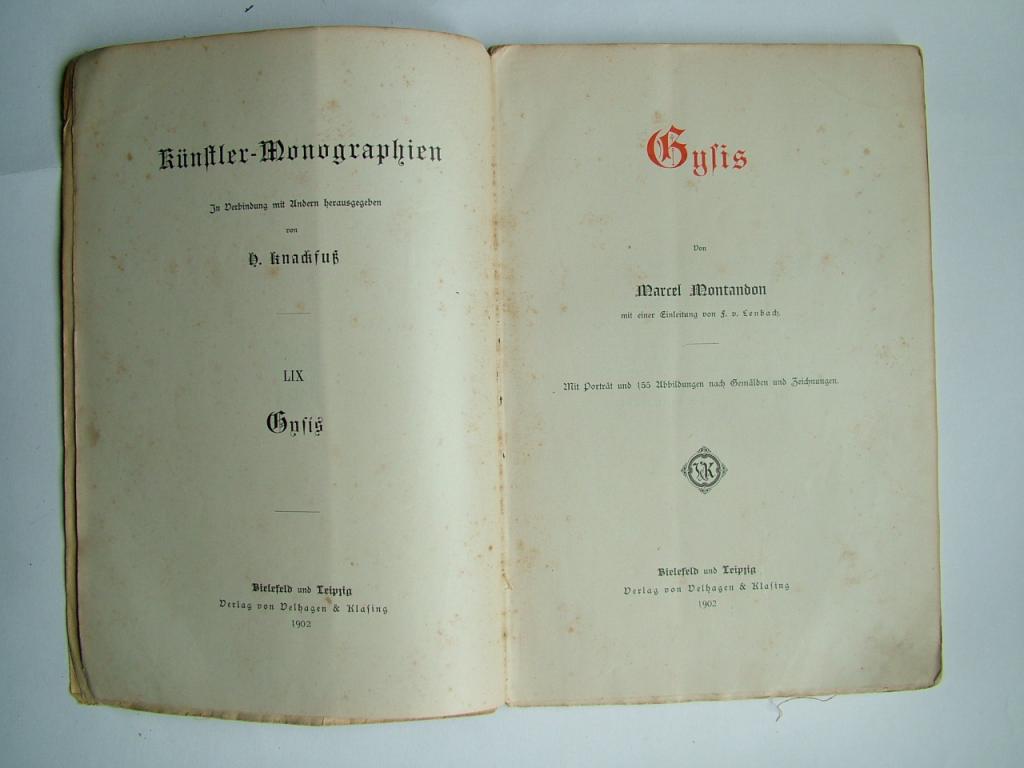 Künstler-Monographien
In Verbindung mit Andern herausgegeben
von
H. Knackfuß
LIX
Gysis
Bielefeld und Leipzig
Verlag von Velhagen & Klasing
1902
Gysis
Von
Marcel Montandon
mit einer Einleitung von F. v. Lenbach.
Mit Porträt und 155 Abbildungen nach Gemälden und Zeichnungen.
VK
Bielefeld und Leipzig
Verlag von Velhagen & Klasing
1902